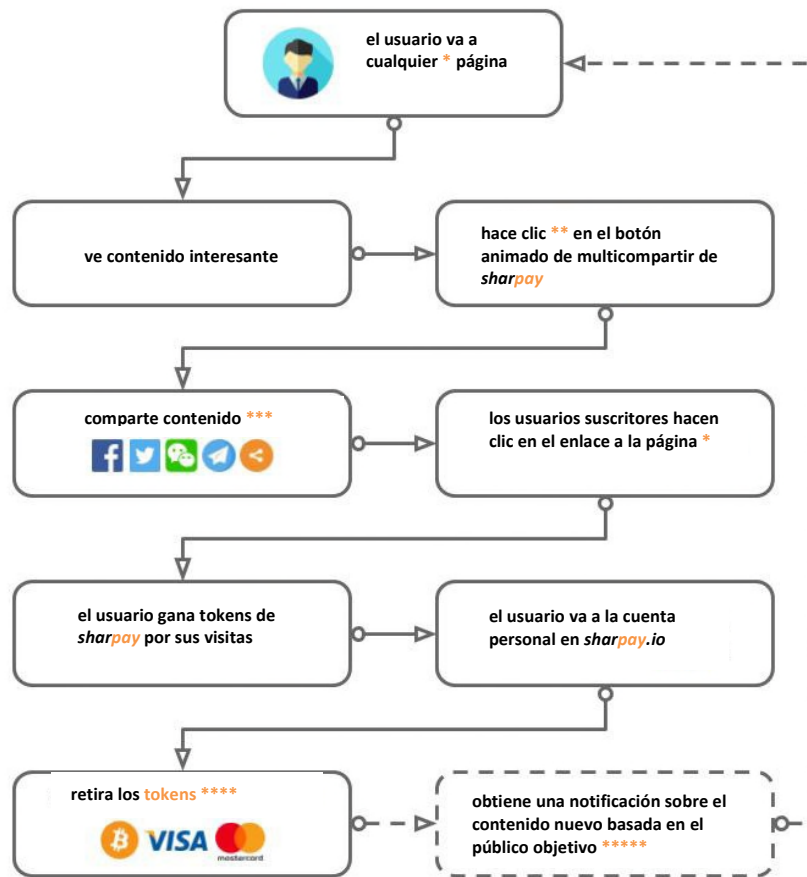 el usuario va a
cualquier * página
ve contenido interesante
hace clic ** en el botón
animado de multicompartir de
sharpay
comparte contenido ***
los usuarios suscritores hacen
clic en el enlace a la página *
el usuario gana tokens de
sharpay por sus visitas
el usuario va a la cuenta
personal en sharpay.io
retira los tokens ****
VISA
mastercard
obtiene una notificación sobre el
contenido nuevo basada en el
público objetivo *****